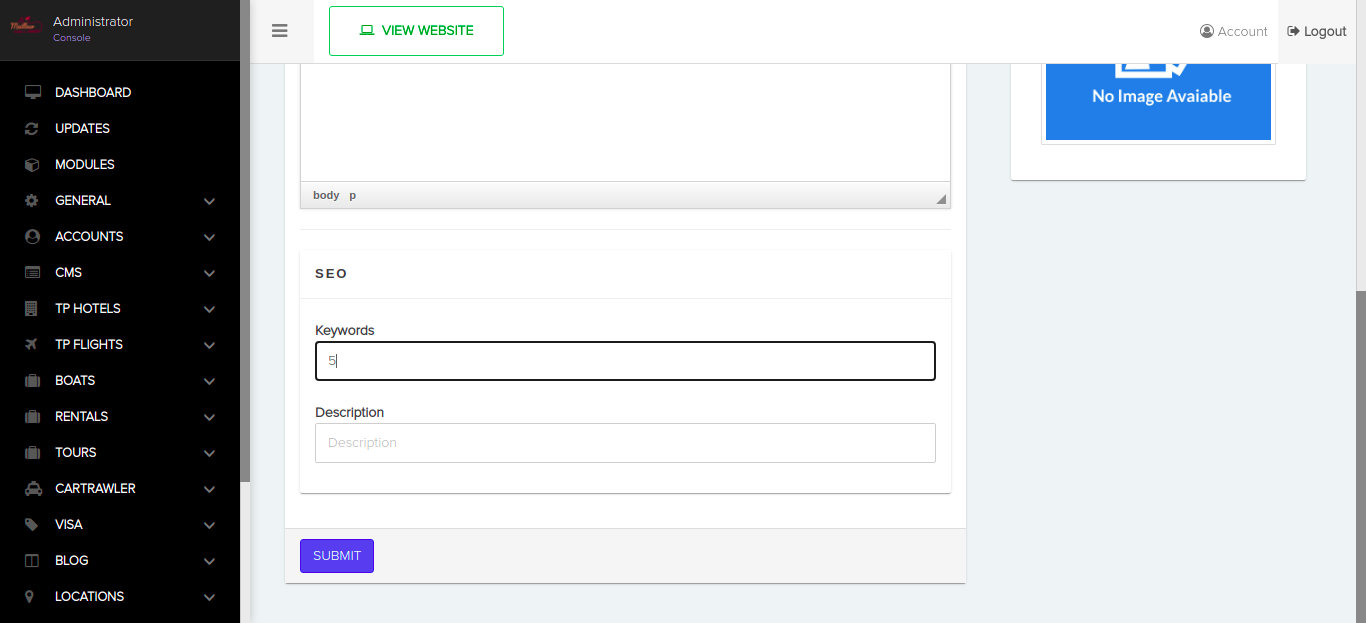 Administrator
Console
DASHBOARD
UPDATES
MODULES
GENERAL
ACCOUNTS
CMS
TP HOTELS
TP FLIGHTS
BOATS
RENTALS
TOURS
CARTRAWLER
VISA
BLOG
LOCATIONS
VIEW WEBSITE
Account
Logout
No Image Avaiable
body p
SEO
Keywords
5
Description
Description
SUBMIT